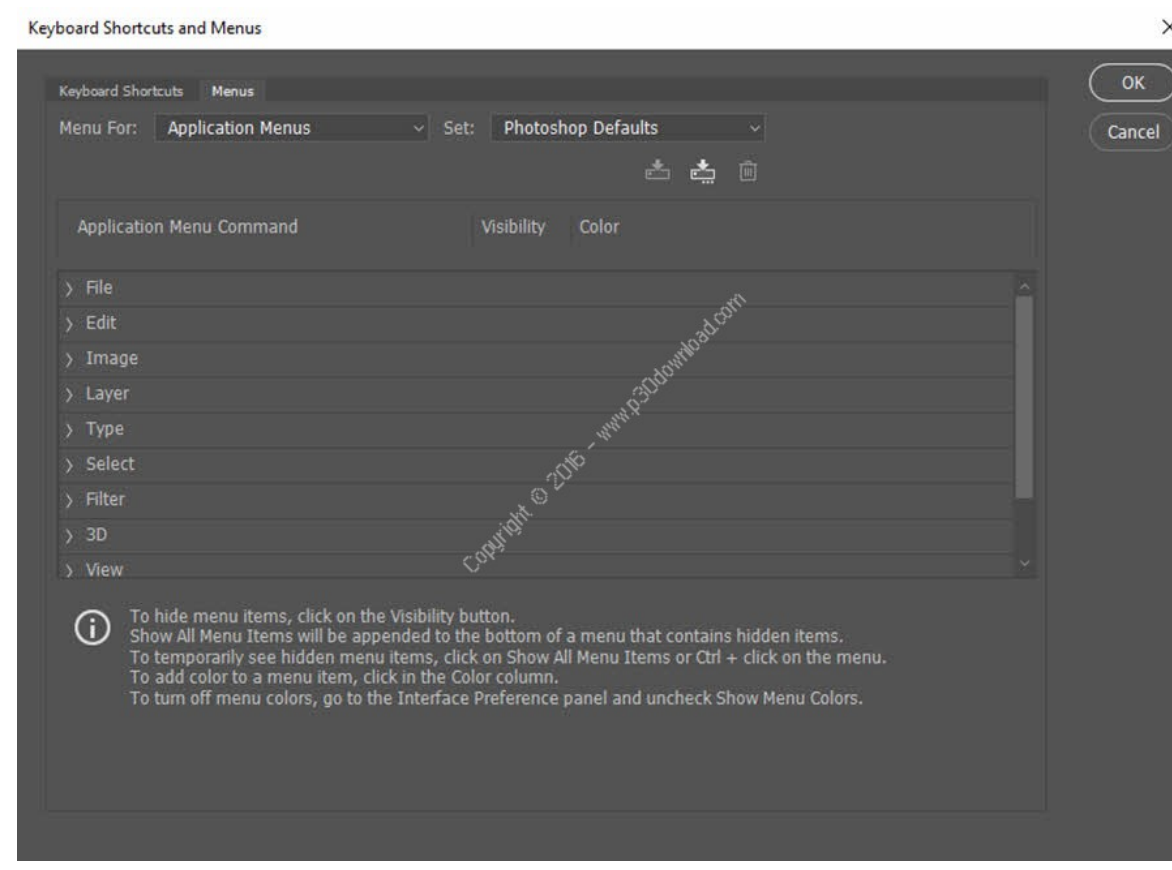 Keyboard Shortcuts and Menus
OK
Keyboard Shortcuts Menus
Menu For: Application Menus Set: Photoshop Defaults
Cancel
Application Menu Command Visibility Color
File
Edit
Image
Layer
Type
Select
Filter
3D
View
Copyright © 2016 - www.p30download.com
To hide menu items, click on the Visibility button.
Show All Menu Items will be appended to the bottom of a menu that contains hidden items.
To temporarily see hidden menu items, click on Show All Menu Items or Ctrl + click on the menu.
To add color to a menu item, click in the Color column.
To turn off menu colors, go to the Interface Preference panel and uncheck Show Menu Colors.